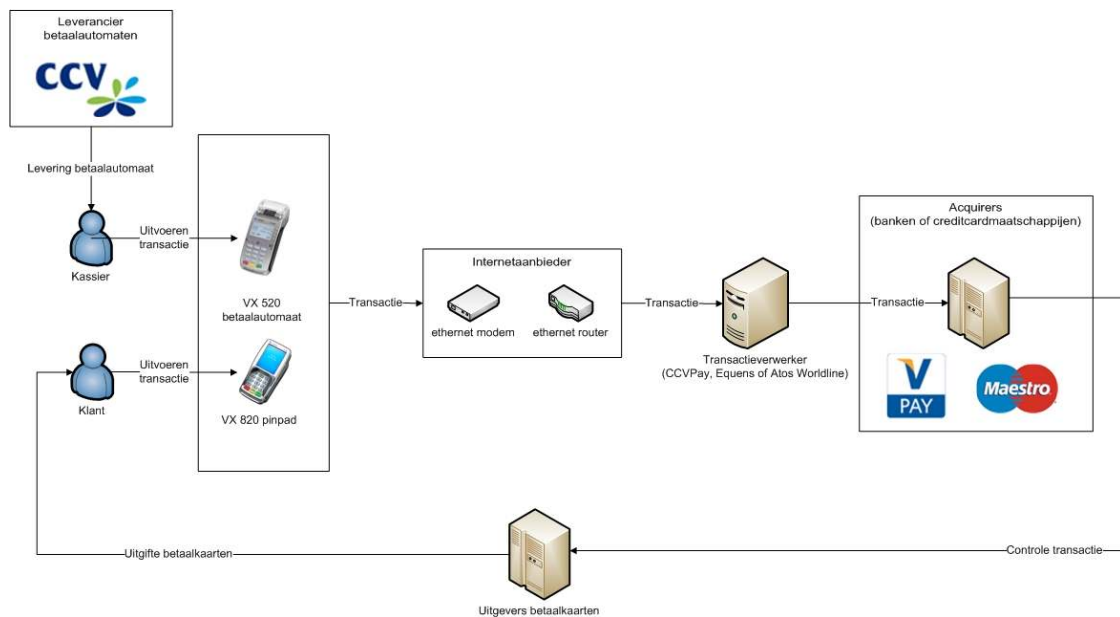 Leverancier
betaalautomaten
CCV
Levering betaalautomaat
Kassier
Uitvoeren
transactie
VX 520
betaalautomaat
Klant
Uitvoeren
transactie
VX 820 pinpad
Transactie
Internetaanbieder
ethernet modem
ethernet router
Transactie
Transactieverwerker
(CCVPay, Equens of Atos Worldline)
Transactie
Acquirers
(banken of creditcardmaatschappijen)
V
PAY
Maestro
Uitgifte betaalkaarten
Uitgevers betaalkaarten
Controle transactie